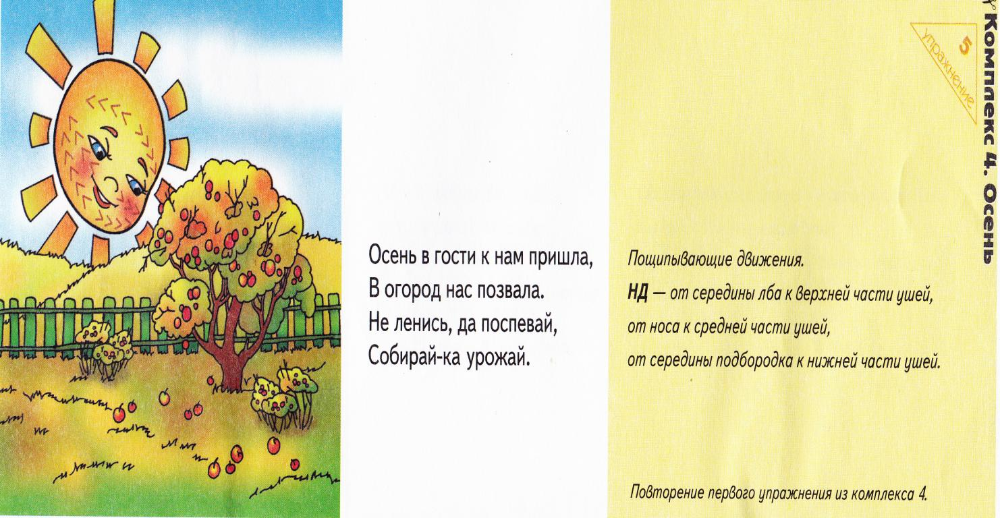 Комплекс 4. Осень
5
упражнение
Осень в гости к нам пришла,
В огород нас позвала.
Не ленись, да поспевай,
Собирай-ка урожай.
Пощипывающие движения.
НД — от середины лба к верхней части ушей,
от носа к средней части ушей,
от середины подбородка к нижней части ушей.
Повторение первого упражнения из комплекса 4.